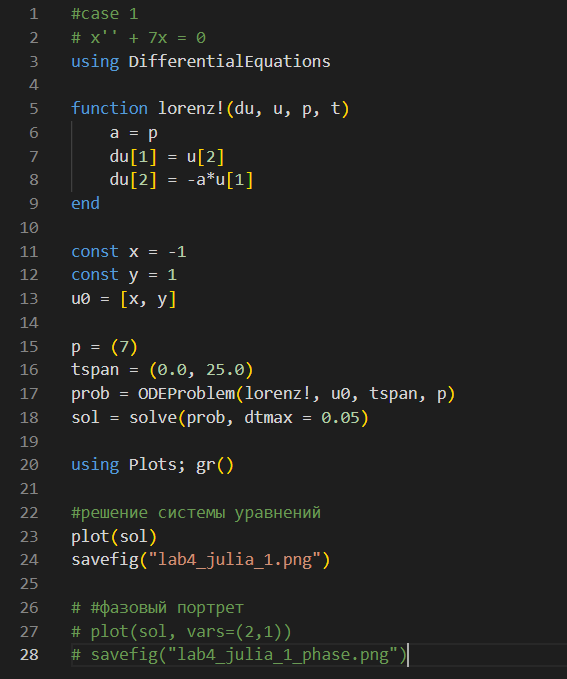 1 #case 1
2 # x'' + 7x = 0
3 using DifferentialEquations
4
5 function lorenz!(du, u, p, t)
6     a = p
7     du[1] = u[2]
8     du[2] = -a*u[1]
9 end
10
11 const x = -1
12 const y = 1
13 u0 = [x, y]
14
15 p = (7)
16 tspan = (0.0, 25.0)
17 prob = ODEProblem(lorenz!, u0, tspan, p)
18 sol = solve(prob, dtmax = 0.05)
19
20 using Plots; gr()
21
22 #решение системы уравнений
23 plot(sol)
24 savefig("lab4_julia_1.png")
25
26 # #фазовый портрет
27 # plot(sol, vars=(2,1))
28 # savefig("lab4_julia_1_phase.png")